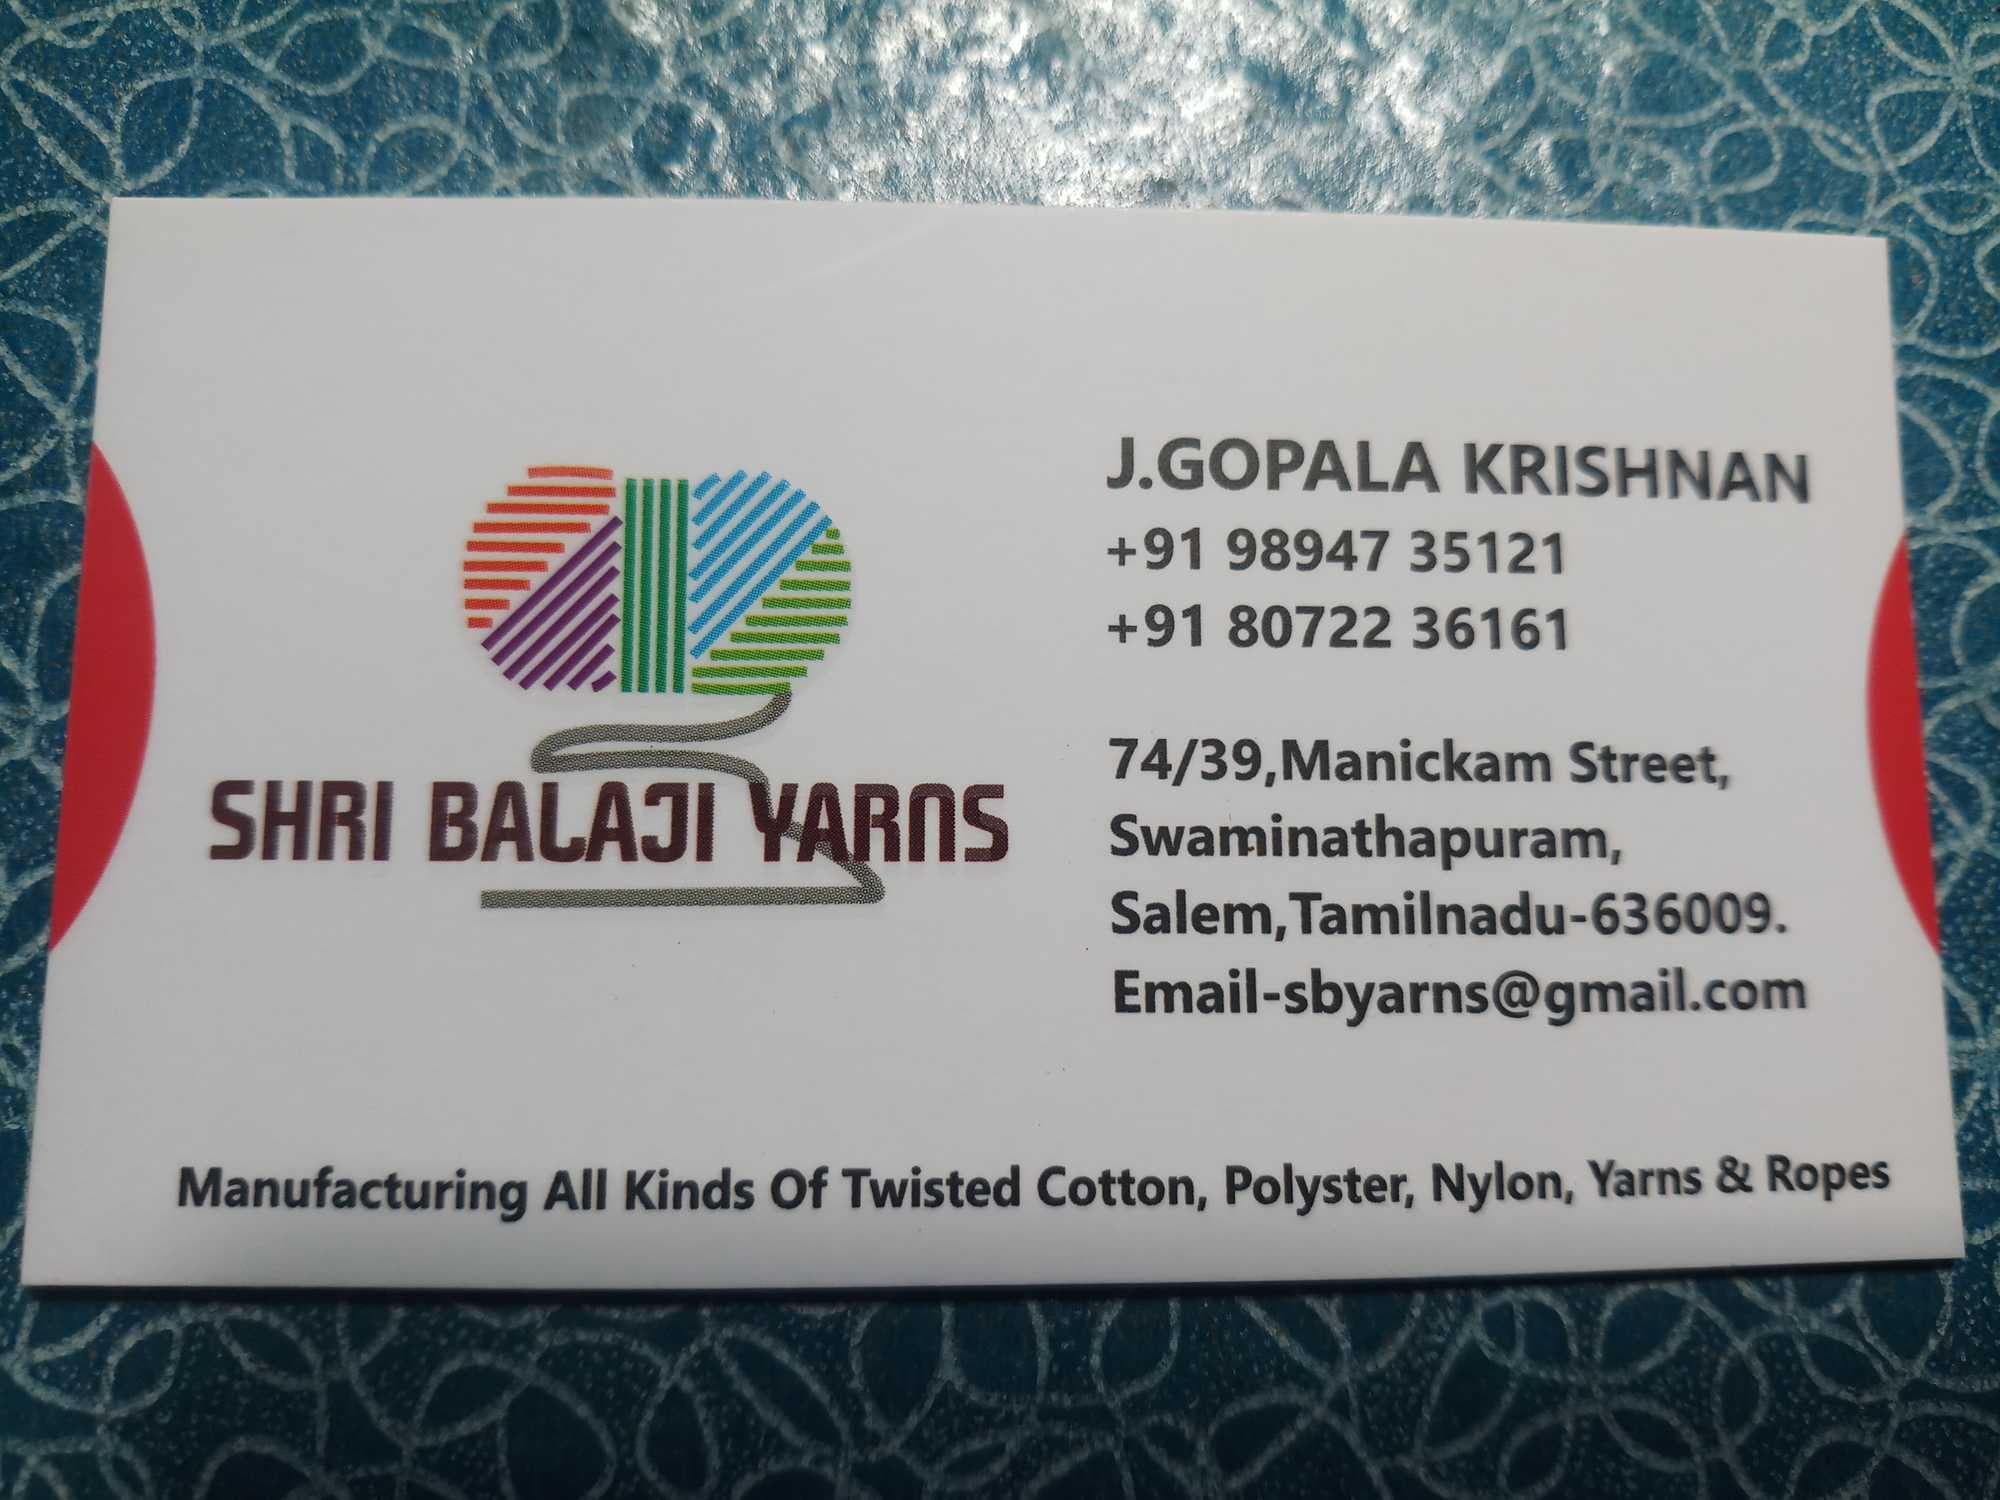 SHRI BALAJI YARNS
J.GOPALA KRISHNAN
+91 98947 35121
+91 80722 36161
74/39,Manickam Street,
Swaminathapuram,
Salem,Tamilnadu-636009.
Email-sbyarns@gmail.com
Manufacturing All Kinds Of Twisted Cotton, Polyster, Nylon, Yarns & Ropes